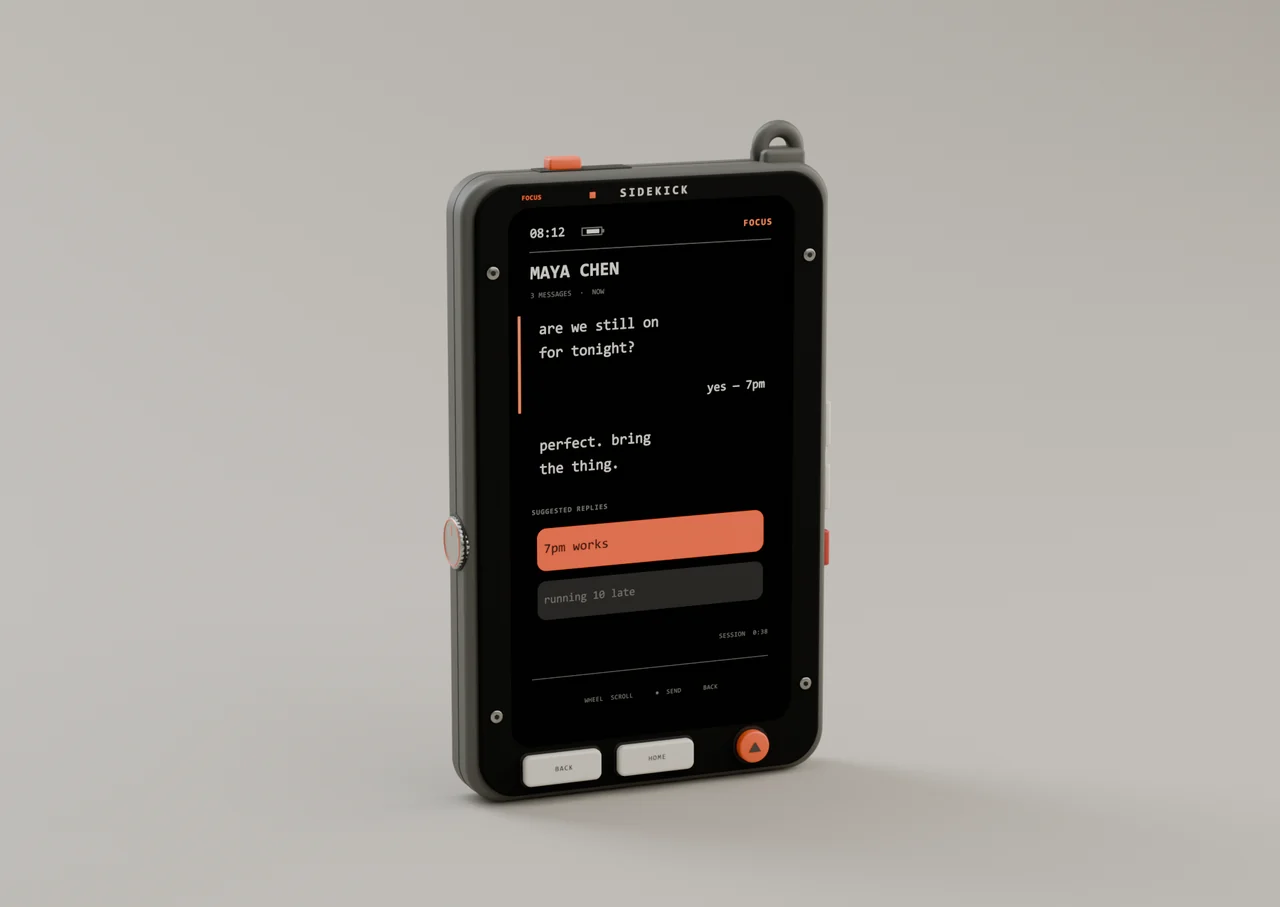 FOCUS SIDEKICK
08:12 FOCUS
MAYA CHEN
3 MESSAGES · NOW
are we still on
for tonight?
yes – 7pm
perfect. bring
the thing.
SUGGESTED REPLIES
7pm works
running 10 late
SESSION 0:38
WHEEL SCROLL ● SEND BACK
BACK HOME